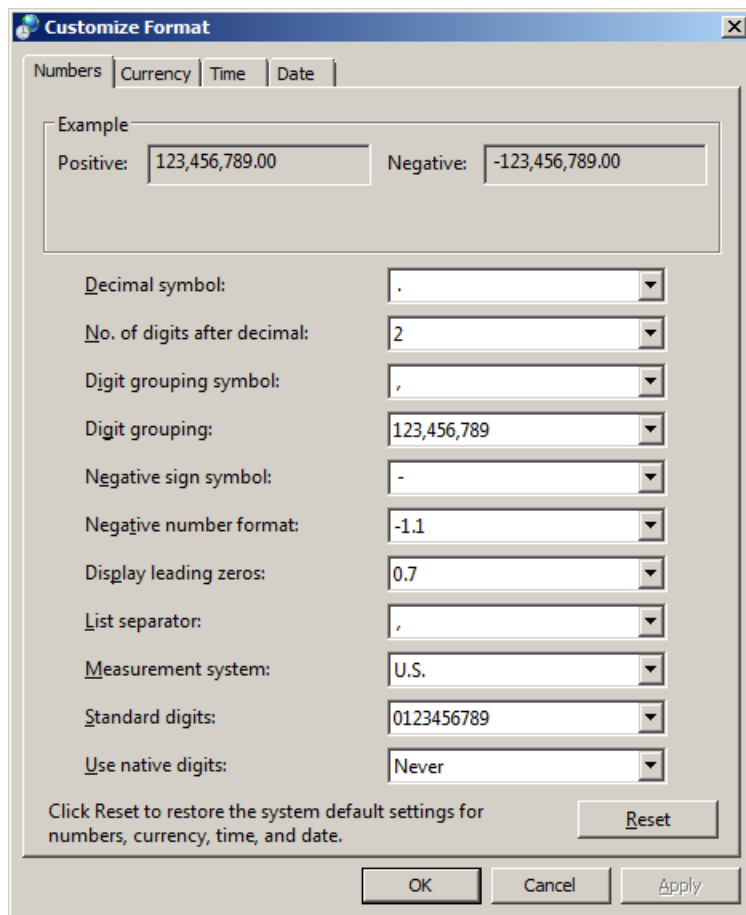 Customize Format
Numbers Currency Time Date
Example
Positive: 123,456,789.00 Negative: -123,456,789.00
Decimal symbol: .
No. of digits after decimal: 2
Digit grouping symbol: ,
Digit grouping: 123,456,789
Negative sign symbol: -
Negative number format: -1.1
Display leading zeros: 0.7
List separator: ,
Measurement system: U.S.
Standard digits: 0123456789
Use native digits: Never
Click Reset to restore the system default settings for
numbers, currency, time, and date.
Reset
OK Cancel Apply